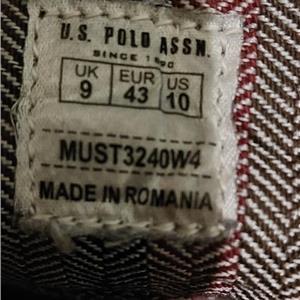 U.S. POLO ASSN.
SINCE 1890
UK EUR US
9 43 10
MUST3240W4
MADE IN ROMANIA